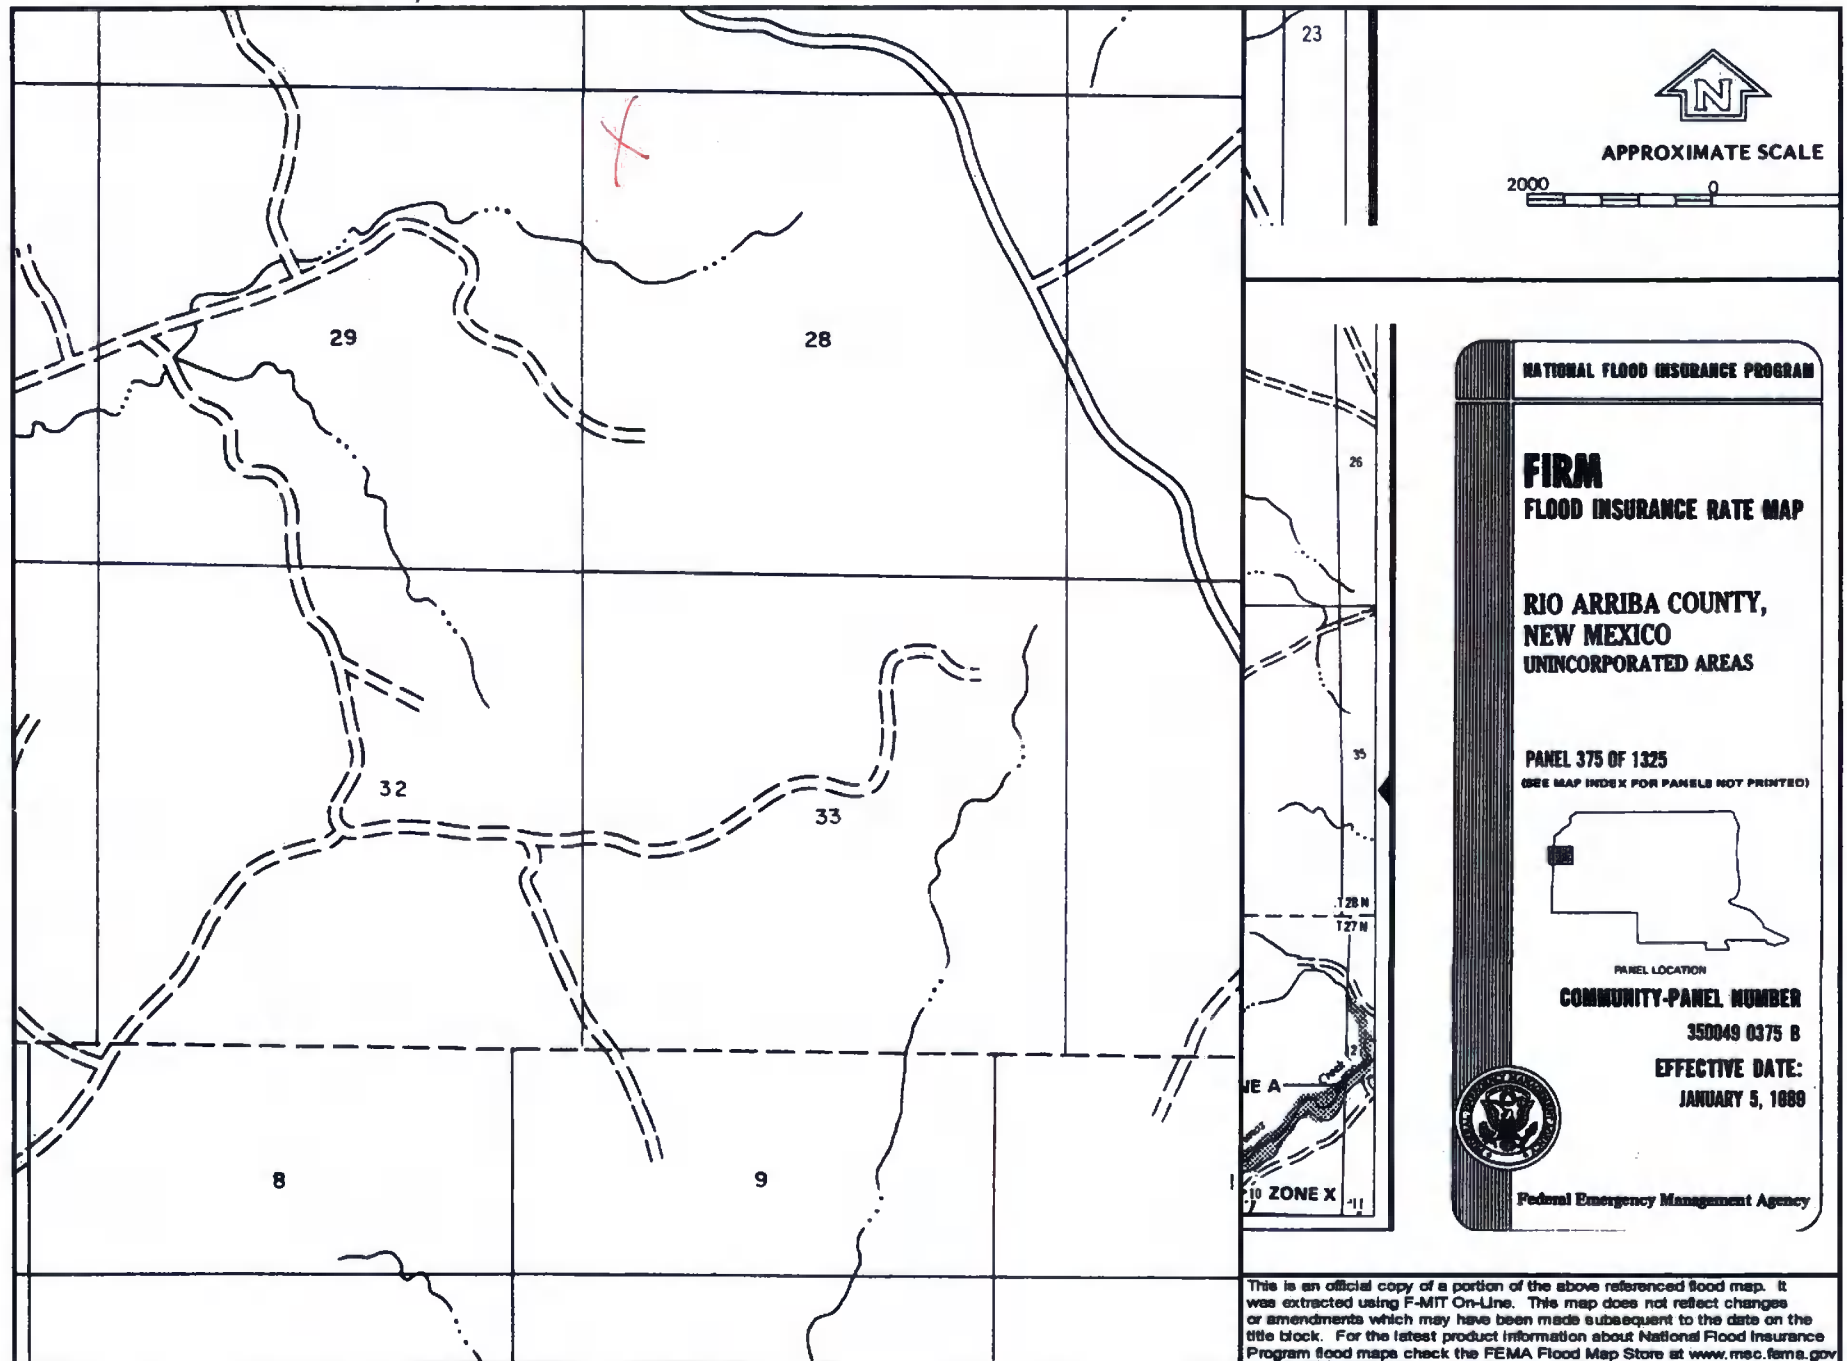 23
N
APPROXIMATE SCALE
2000 0
29
28
26
32
33
35
T28N
T27N
8
9
2
Creek
ZONE X
10
11
NATIONAL FLOOD INSURANCE PROGRAM
FIRM
FLOOD INSURANCE RATE MAP
RIO ARRIBA COUNTY,
NEW MEXICO
UNINCORPORATED AREAS
PANEL 375 OF 1325
(SEE MAP INDEX FOR PANELS NOT PRINTED)
PANEL LOCATION
COMMUNITY-PANEL NUMBER
350049 0375 B
EFFECTIVE DATE:
JANUARY 5, 1989
Federal Emergency Management Agency
This is an official copy of a portion of the above referenced flood map. It
was extracted using F-MIT On-Line. This map does not reflect changes
or amendments which may have been made subsequent to the date on the
title block. For the latest product information about National Flood Insurance
Program flood maps check the FEMA Flood Map Store at www.msc.fema.gov